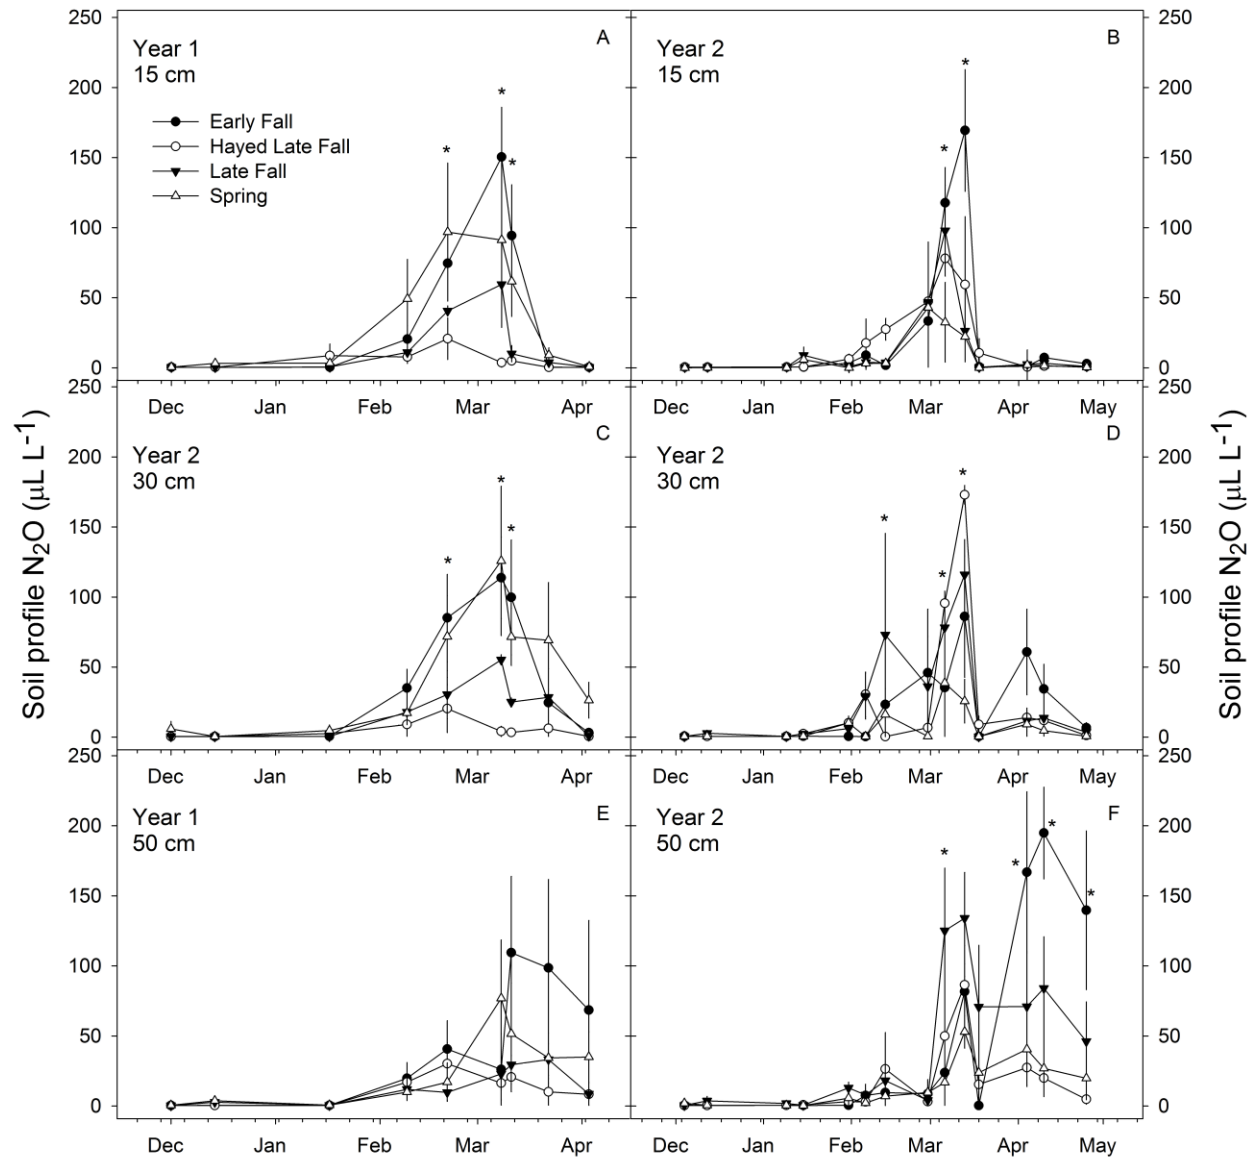 250
200
150
100
50
0
Year 1
15 cm
A
Early Fall
Hayed Late Fall
Late Fall
Spring
*
*
*
Year 2
15 cm
B
*
*
250
200
150
100
50
0
Dec Jan Feb Mar Apr
Dec Jan Feb Mar Apr May
250
200
150
100
50
0
Year 2
30 cm
C
*
*
*
Year 2
30 cm
D
*
*
*
250
200
150
100
50
0
Dec Jan Feb Mar Apr
Dec Jan Feb Mar Apr May
250
200
150
100
50
0
Year 1
50 cm
E
Year 2
50 cm
F
*
*
*
*
250
200
150
100
50
0
Dec Jan Feb Mar Apr
Dec Jan Feb Mar Apr May
Soil profile N₂O (μL L⁻¹)
Soil profile N₂O (μL L⁻¹)